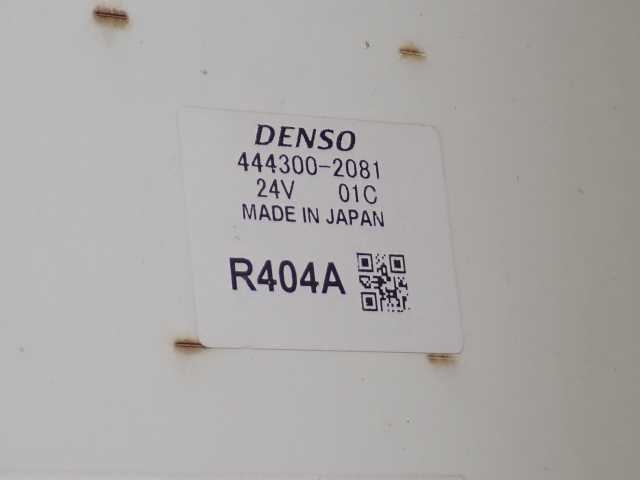 DENSO
444300-2081
24V 01C
MADE IN JAPAN
R404A